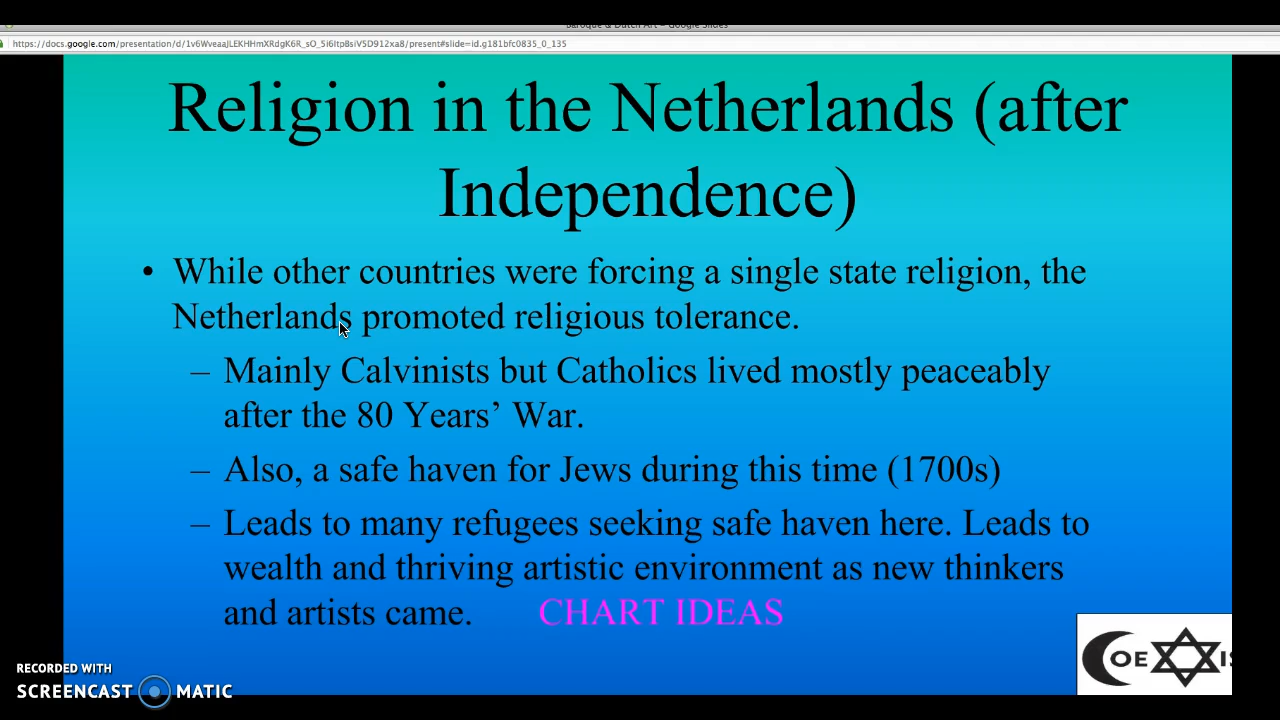 Baroque & Dutch Art – Google Slides
https://docs.google.com/presentation/d/1v6WveaaJLEKHHmXRdgK6R_sO_5i6ItpBsiV5D912xa8/present#slide=id.g181bfc0835_0_135
Religion in the Netherlands (after
Independence)
• While other countries were forcing a single state religion, the
Netherlands promoted religious tolerance.
– Mainly Calvinists but Catholics lived mostly peaceably
after the 80 Years’ War.
– Also, a safe haven for Jews during this time (1700s)
– Leads to many refugees seeking safe haven here. Leads to
wealth and thriving artistic environment as new thinkers
and artists came. CHART IDEAS
OE IS
RECORDED WITH
SCREENCAST MATIC